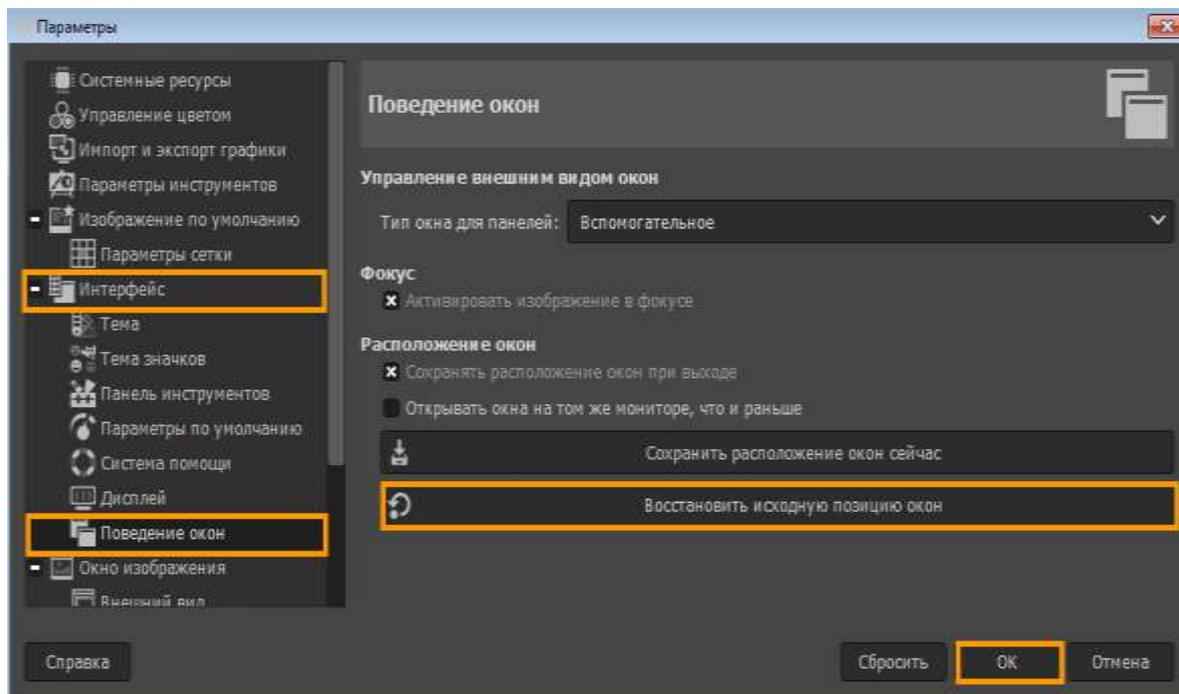 Параметры
Системные ресурсы
Управление цветом
Импорт и экспорт графики
Параметры инструментов
Изображение по умолчанию
Параметры сетки
Интерфейс
Тема
Тема значков
Панель инструментов
Параметры по умолчанию
Система помощи
Дисплей
Поведение окон
Окно изображения
Внешний вид
Поведение окон
Управление внешним видом окон
Тип окна для панелей: Вспомогательное
Фокус
Активировать изображение в фокусе
Расположение окон
Сохранять расположение окон при выходе
Открывать окна на том же мониторе, что и раньше
Сохранить расположение окон сейчас
Восстановить исходную позицию окон
Справка
Сбросить
OK
Отмена